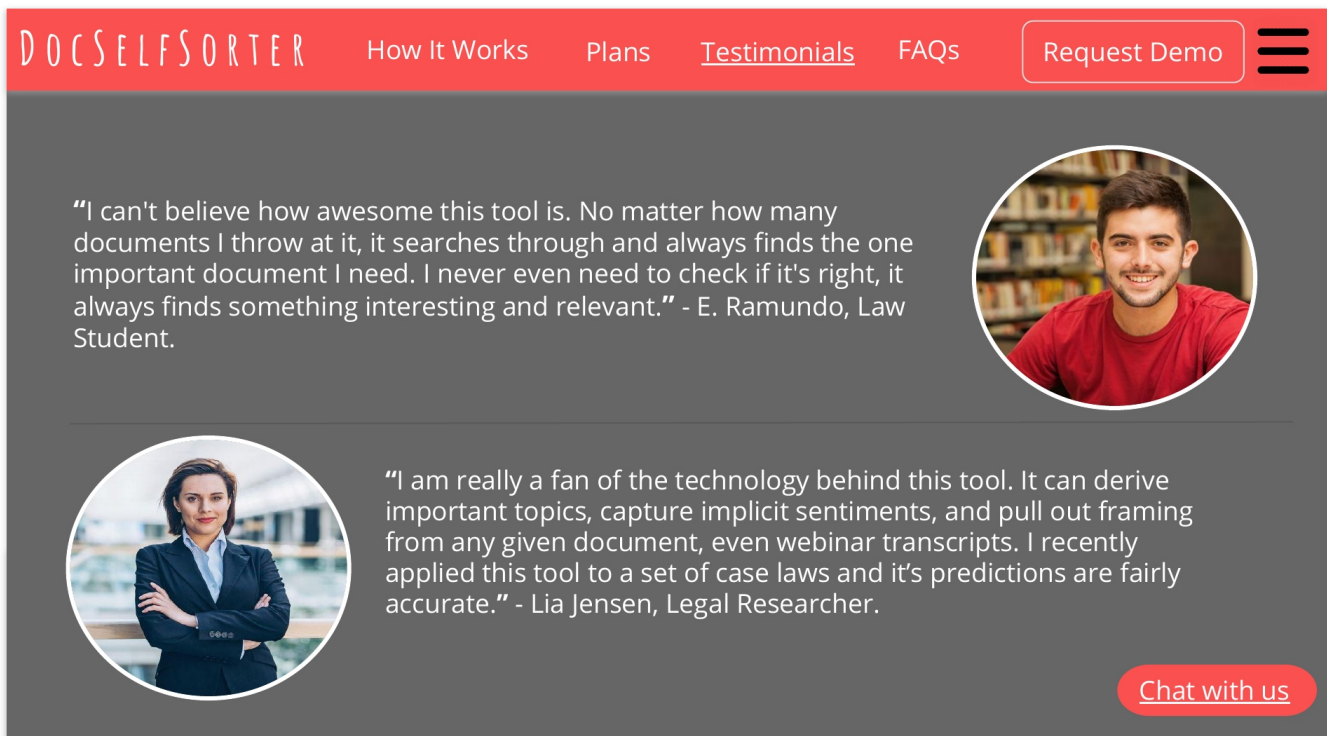 DOCSELFSORTER How It Works Plans Testimonials FAQs Request Demo
“I can't believe how awesome this tool is. No matter how many
documents I throw at it, it searches through and always finds the one
important document I need. I never even need to check if it's right, it
always finds something interesting and relevant.” - E. Ramundo, Law
Student.
“I am really a fan of the technology behind this tool. It can derive
important topics, capture implicit sentiments, and pull out framing
from any given document, even webinar transcripts. I recently
applied this tool to a set of case laws and it’s predictions are fairly
accurate.” - Lia Jensen, Legal Researcher.
Chat with us